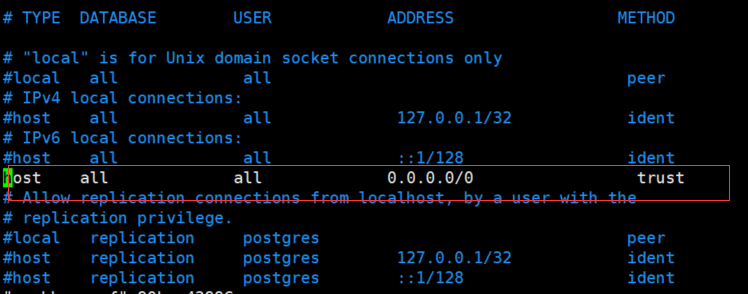 # TYPE  DATABASE        USER            ADDRESS                 METHOD
# "local" is for Unix domain socket connections only
#local   all             all                                     peer
# IPv4 local connections:
#host    all             all             127.0.0.1/32            ident
# IPv6 local connections:
#host    all             all             ::1/128                 ident
host    all             all             0.0.0.0/0                 trust
# Allow replication connections from localhost, by a user with the
# replication privilege.
#local   replication     postgres                                peer
#host    replication     postgres        127.0.0.1/32            ident
#host    replication     postgres        ::1/128                 ident